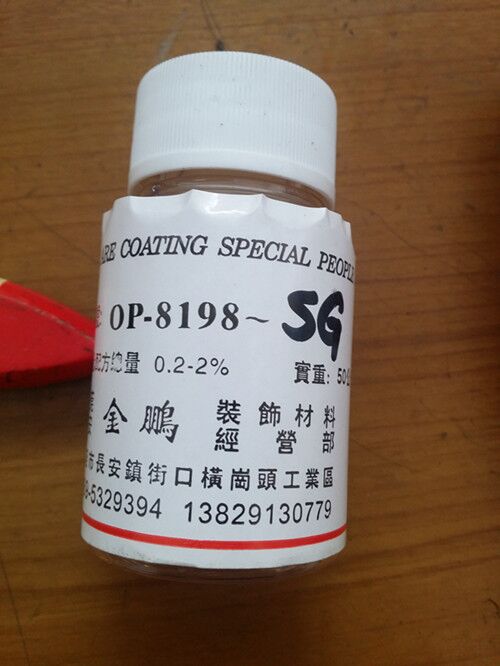 ARE COATING SPECIAL PEOPLE
OP-8198~ SG
配方總量 0.2-2% 實重: 50
金鵬 裝飾材料經營部
市長安鎮街口橫崗頭工業區
-5329394 13829130779